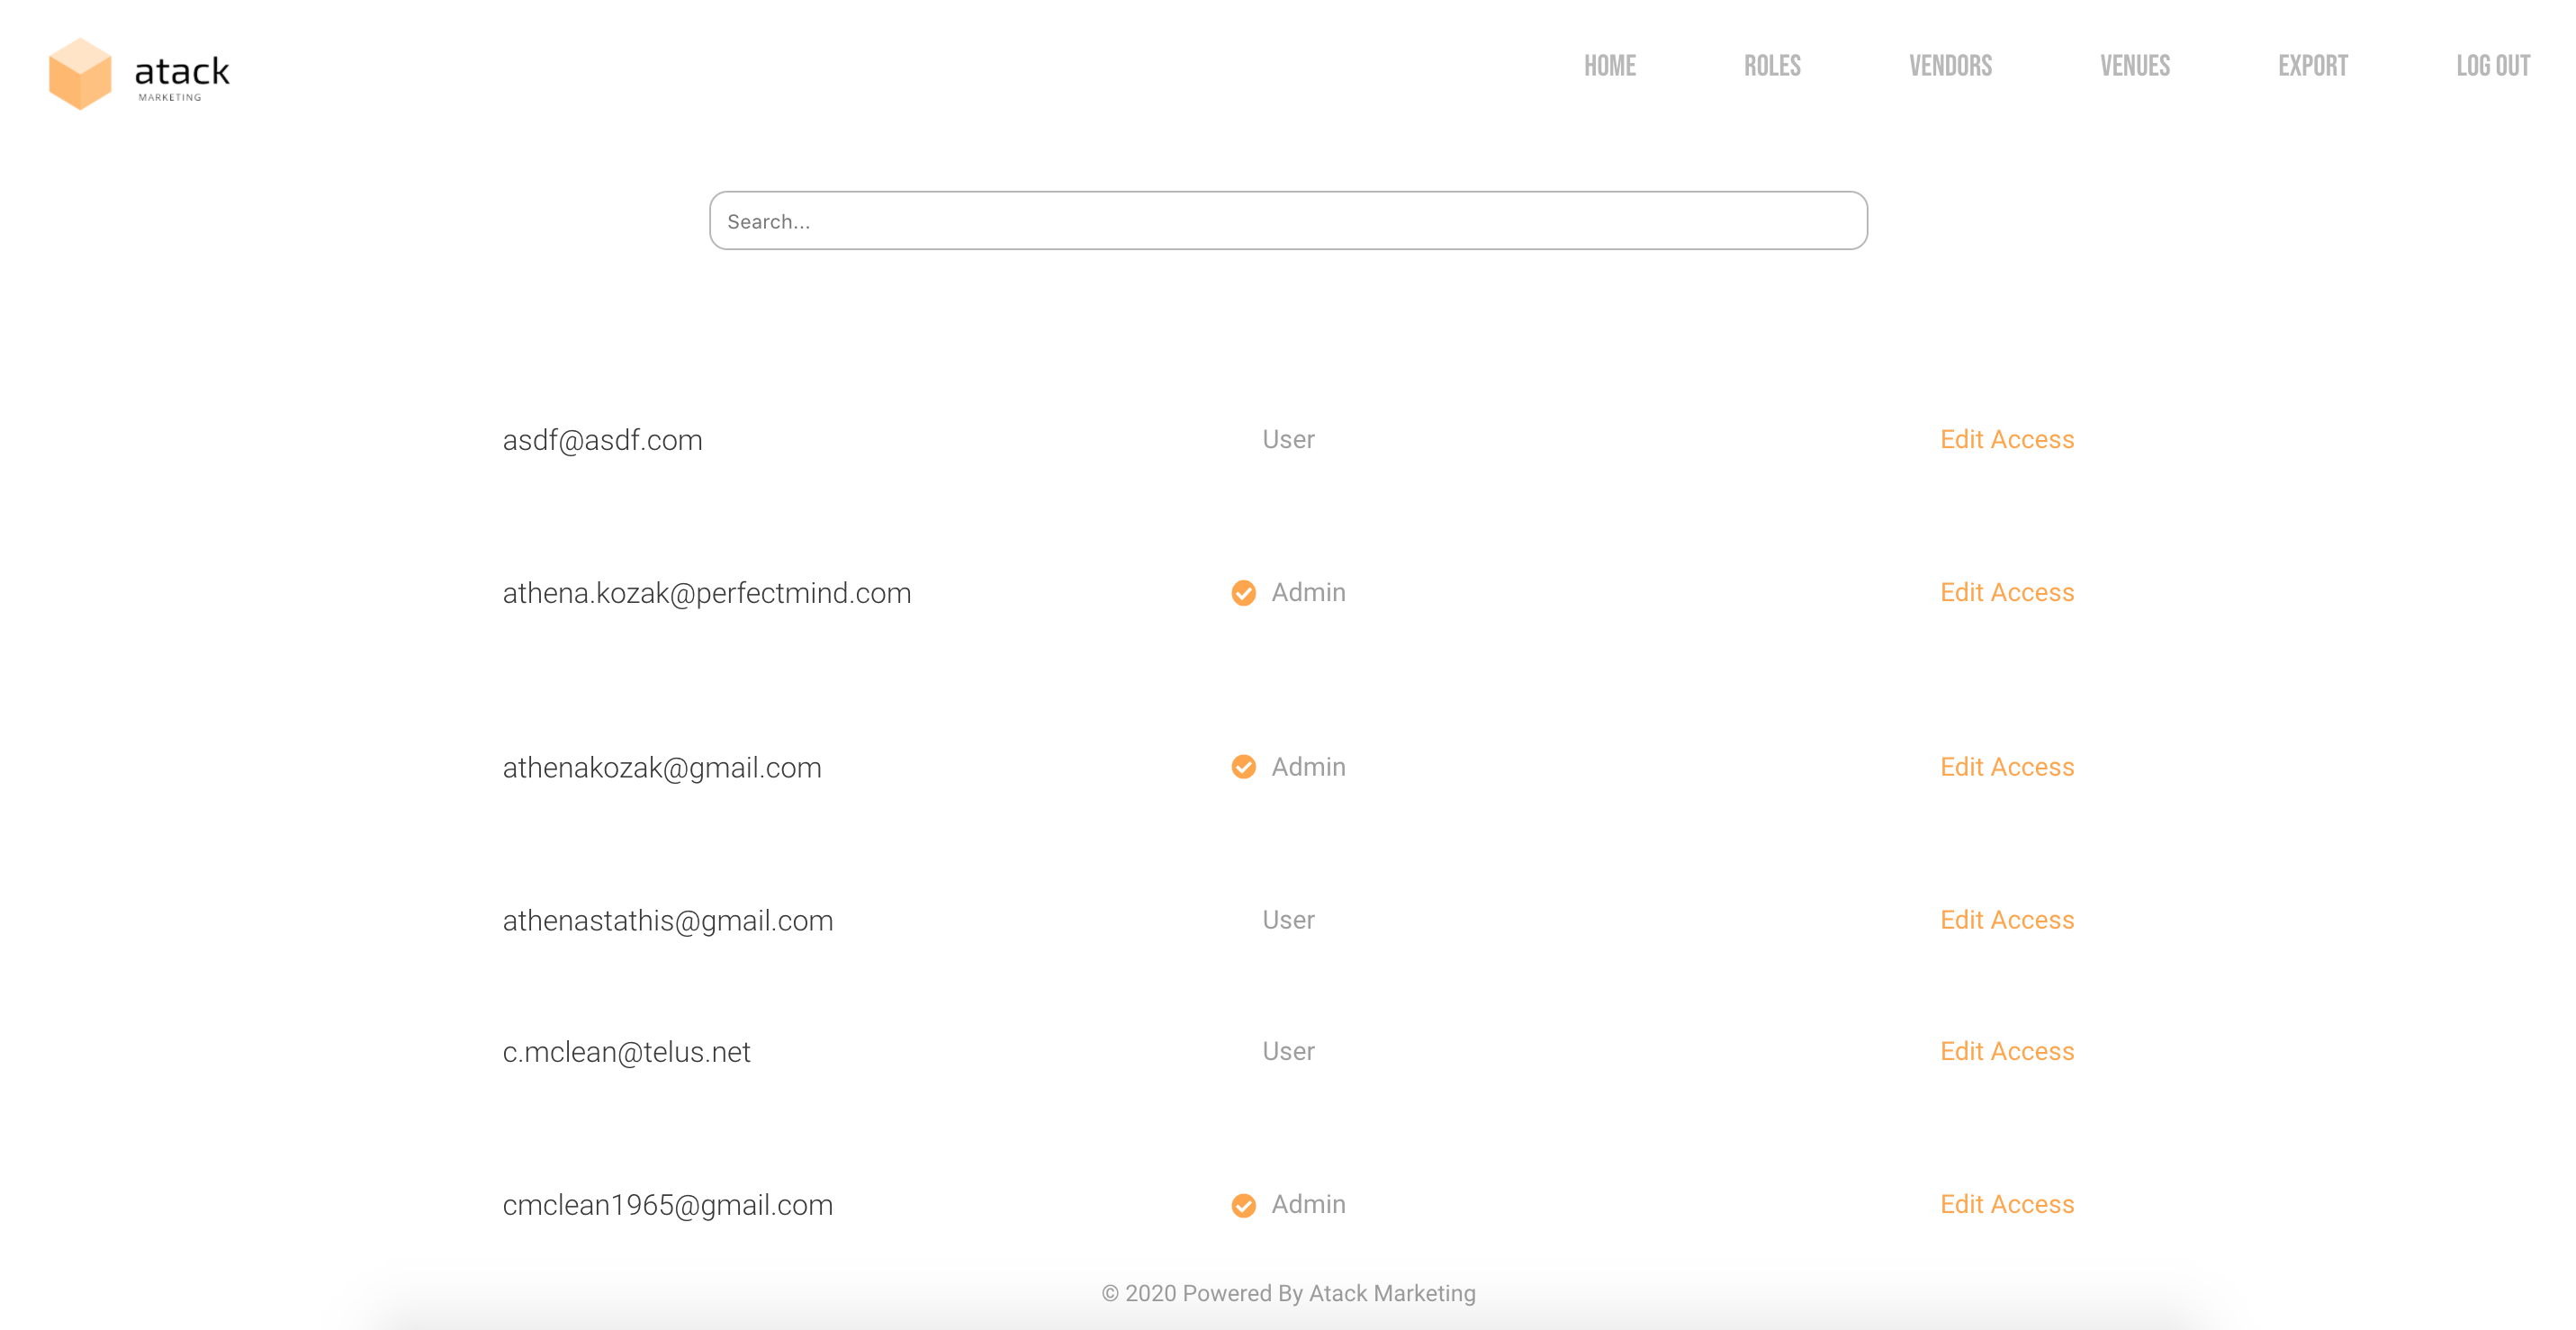 atack
MARKETING
HOME ROLES VENDORS VENUES EXPORT LOG OUT
Search...
asdf@asdf.com User Edit Access
athena.kozak@perfectmind.com Admin Edit Access
athenakozak@gmail.com Admin Edit Access
athenastathis@gmail.com User Edit Access
c.mclean@telus.net User Edit Access
cmclean1965@gmail.com Admin Edit Access
© 2020 Powered By Atack Marketing